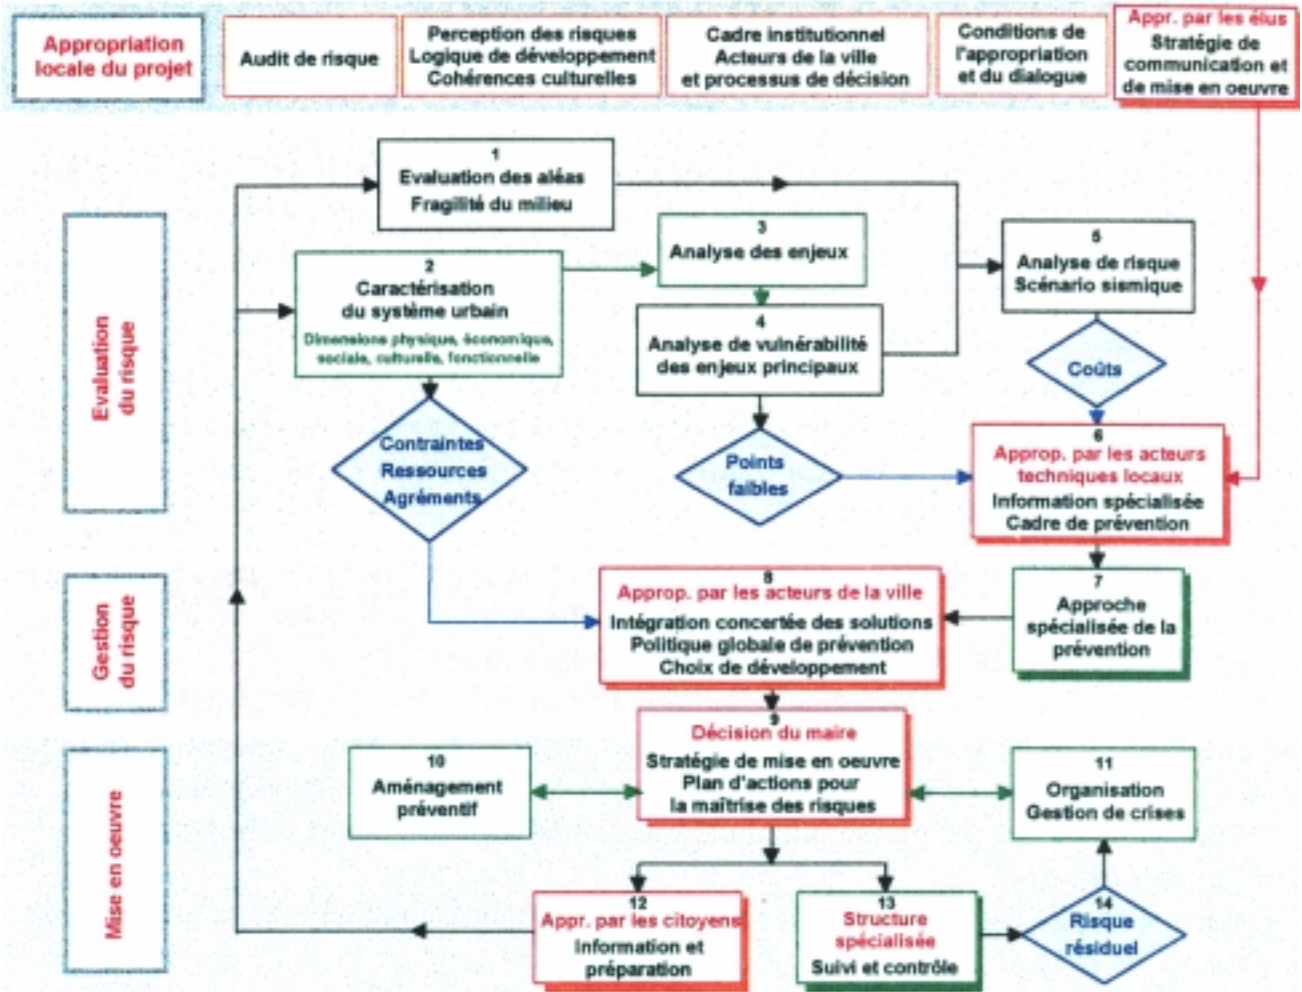 Appropriation
locale du projet
Audit de risque
Perception des risques
Logique de développement
Cohérences culturelles
Cadre institutionnel
Acteurs de la ville
et processus de décision
Conditions de
l'appropriation
et du dialogue
Appr. par les élus
Stratégie de
communication et
de mise en oeuvre
Evaluation
du risque
1
Evaluation des aléas
Fragilité du milieu
2
Caractérisation
du système urbain
Dimensions physique, économique,
sociale, culturelle, fonctionnelle
3
Analyse des enjeux
4
Analyse de vulnérabilité
des enjeux principaux
5
Analyse de risque
Scénario sismique
Coûts
Contraintes
Ressources
Agréments
Points
faibles
6
Approp. par les acteurs
techniques locaux
Information spécialisée
Cadre de prévention
Gestion
du risque
7
Approche
spécialisée de la
prévention
8
Approp. par les acteurs de la ville
Intégration concertée des solutions
Politique globale de prévention
Choix de développement
Mise en oeuvre
9
Décision du maire
Stratégie de mise en oeuvre
Plan d'actions pour
la maîtrise des risques
10
Aménagement
préventif
11
Organisation
Gestion de crises
12
Appr. par les citoyens
Information et
préparation
13
Structure
spécialisée
Suivi et contrôle
14
Risque
résiduel